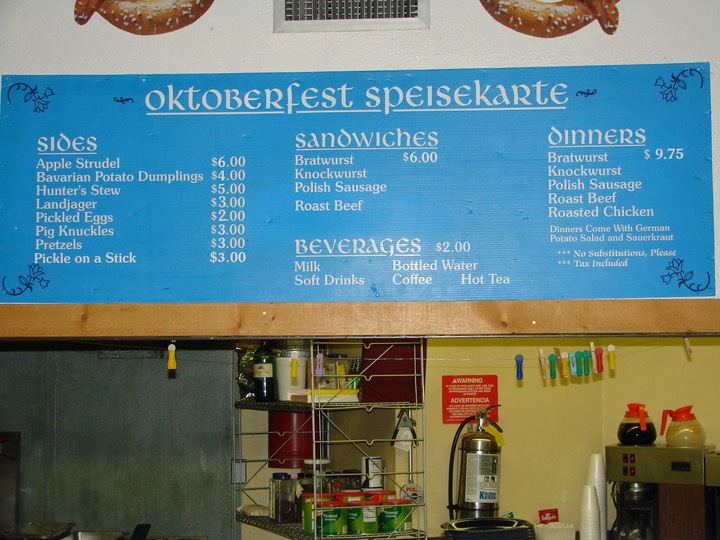 OKTOBERFEST SPEISEKARTE
SIDES
Apple Strudel $6.00
Bavarian Potato Dumplings $4.00
Hunter's Stew $5.00
Landjager $3.00
Pickled Eggs $2.00
Pig Knuckles $3.00
Pretzels $3.00
Pickle on a Stick $3.00
SANDWICHES
Bratwurst $6.00
Knockwurst
Polish Sausage
Roast Beef
BEVERAGES $2.00
Milk Bottled Water
Soft Drinks Coffee Hot Tea
DINNERS
Bratwurst $ 9.75
Knockwurst
Polish Sausage
Roast Beef
Roasted Chicken
Dinners Come With German
Potato Salad and Sauerkraut
*** No Substitutions, Please
*** Tax Included
WARNING
ADVERTENCIA
PULL
Folgers